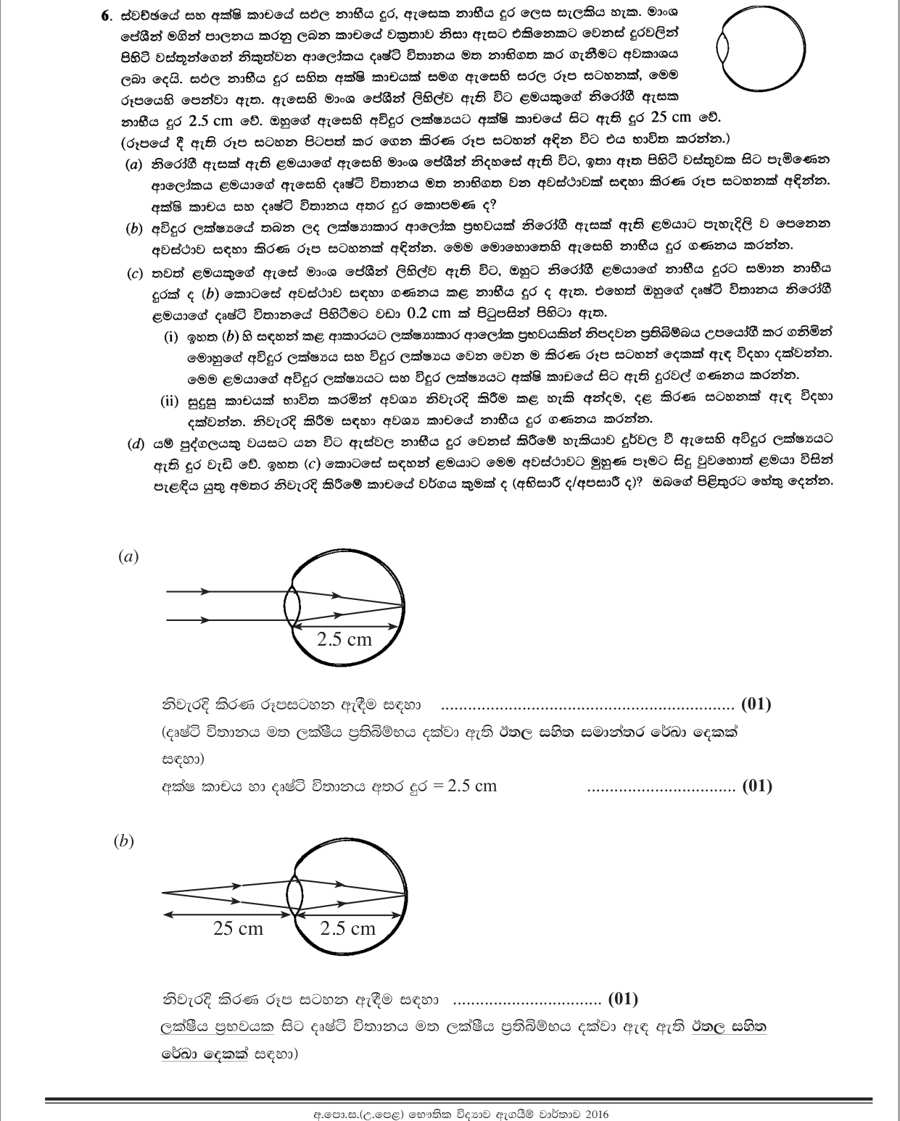 6. ස්වච්ඡයේ සහ අක්ෂි කාචයේ සඵල නාභීය දුර, ඇසෙක නාභීය දුර ලෙස සැලකිය හැක. මාංශ
පේශීන් මගින් පාලනය කරනු ලබන කාචයේ වක්‍රතාව නිසා ඇසට එකිනෙකට වෙනස් දුරවලින්
පිහිටි වස්තූන්ගෙන් නිකුත්වන ආලෝකය දෘෂ්ටි විතානය මත නාභිගත කර ගැනීමට අවකාශය
ලබා දෙයි. සඵල නාභීය දුර සහිත අක්ෂි කාචයක් සමග ඇසෙහි සරල රූප සටහනක්, මෙම
රූපයෙහි පෙන්වා ඇත. ඇසෙහි මාංශ පේශීන් ලිහිල්ව ඇති විට ළමයකුගේ නිරෝගී ඇසක
නාභීය දුර 2.5 cm වේ. ඔහුගේ ඇසෙහි අවිදුර ලක්ෂ්‍යයට අක්ෂි කාචයේ සිට ඇති දුර 25 cm වේ.
(රූපයේ දී ඇති රූප සටහන පිටපත් කර ගෙන කිරණ රූප සටහන් අඳින විට එය භාවිත කරන්න.)
(a) නිරෝගී ඇසක් ඇති ළමයාගේ ඇසෙහි මාංශ පේශීන් නිදහසේ ඇති විට, ඉතා ඈත පිහිටි වස්තුවක සිට පැමිණෙන
ආලෝකය ළමයාගේ ඇසෙහි දෘෂ්ටි විතානය මත නාභිගත වන අවස්ථාවක් සඳහා කිරණ රූප සටහනක් අඳින්න.
අක්ෂි කාචය සහ දෘෂ්ටි විතානය අතර දුර කොපමණ ද?
(b) අවිදුර ලක්ෂ්‍යයේ තබන ලද ලක්ෂ්‍යාකාර ආලෝක ප්‍රභවයක් නිරෝගී ඇසක් ඇති ළමයාට පැහැදිලි ව පෙනෙන
අවස්ථාව සඳහා කිරණ රූප සටහනක් අඳින්න. මෙම මොහොතෙහි ඇසෙහි නාභීය දුර ගණනය කරන්න.
(c) තවත් ළමයකුගේ ඇසේ මාංශ පේශීන් ලිහිල්ව ඇති විට, ඔහුට නිරෝගී ළමයාගේ නාභීය දුරට සමාන නාභීය
දුරක් ද (b) කොටසේ අවස්ථාව සඳහා ගණනය කළ නාභීය දුර ද ඇත. එහෙත් ඔහුගේ දෘෂ්ටි විතානය නිරෝගී
ළමයාගේ දෘෂ්ටි විතානයේ පිහිටීමට වඩා 0.2 cm ක් පිටුපසින් පිහිටා ඇත.
(i) ඉහත (b) හි සඳහන් කළ ආකාරයට ලක්ෂ්‍යාකාර ආලෝක ප්‍රභවයකින් නිපදවන ප්‍රතිබිම්බය උපයෝගී කර ගනිමින්
මොහුගේ අවිදුර ලක්ෂ්‍යය සහ විදුර ලක්ෂ්‍යය වෙන වෙන ම කිරණ රූප සටහන් දෙකක් ඇඳ විදහා දක්වන්න.
මෙම ළමයාගේ අවිදුර ලක්ෂ්‍යයට සහ විදුර ලක්ෂ්‍යයට අක්ෂි කාචයේ සිට ඇති දුරවල් ගණනය කරන්න.
(ii) සුදුසු කාචයක් භාවිත කරමින් අවශ්‍ය නිවැරදි කිරීම කළ හැකි අන්දම, දළ කිරණ සටහනක් ඇඳ විදහා
දක්වන්න. නිවැරදි කිරීම සඳහා අවශ්‍ය කාචයේ නාභීය දුර ගණනය කරන්න.
(d) යම් පුද්ගලයකු වයසට යන විට ඇස්වල නාභීය දුර වෙනස් කිරීමේ හැකියාව දුර්වල වී ඇසෙහි අවිදුර ලක්ෂ්‍යයට
ඇති දුර වැඩි වේ. ඉහත (c) කොටසේ සඳහන් ළමයාට මෙම අවස්ථාවට මුහුණ පෑමට සිදු වුවහොත් ළමයා විසින්
පැළඳිය යුතු අමතර නිවැරදි කිරීමේ කාචයේ වර්ගය කුමක් ද (අභිසාරී ද/අපසාරී ද)? ඔබගේ පිළිතුරට හේතු දෙන්න.
(a)
2.5 cm
නිවැරදි කිරණ රූපසටහන ඇඳීම සඳහා ................................................................. (01)
(දෘෂ්ටි විතානය මත ලක්ෂීය ප්‍රතිබිම්භය දක්වා ඇති ඊතල සහිත සමාන්තර රේඛා දෙකක්
සඳහා)
අක්ෂ කාචය හා දෘෂ්ටි විතානය අතර දුර = 2.5 cm ................................. (01)
(b)
25 cm 2.5 cm
නිවැරදි කිරණ රූප සටහන ඇඳීම සඳහා ................................. (01)
ලක්ෂීය ප්‍රභවයක සිට දෘෂ්ටි විතානය මත ලක්ෂීය ප්‍රතිබිම්භය දක්වා ඇඳ ඇති ඊතල සහිත
රේඛා දෙකක් සඳහා)
අ.පො.ස.(උ.පෙළ) භෞතික විද්‍යාව ඇගයීම් වාර්තාව 2016